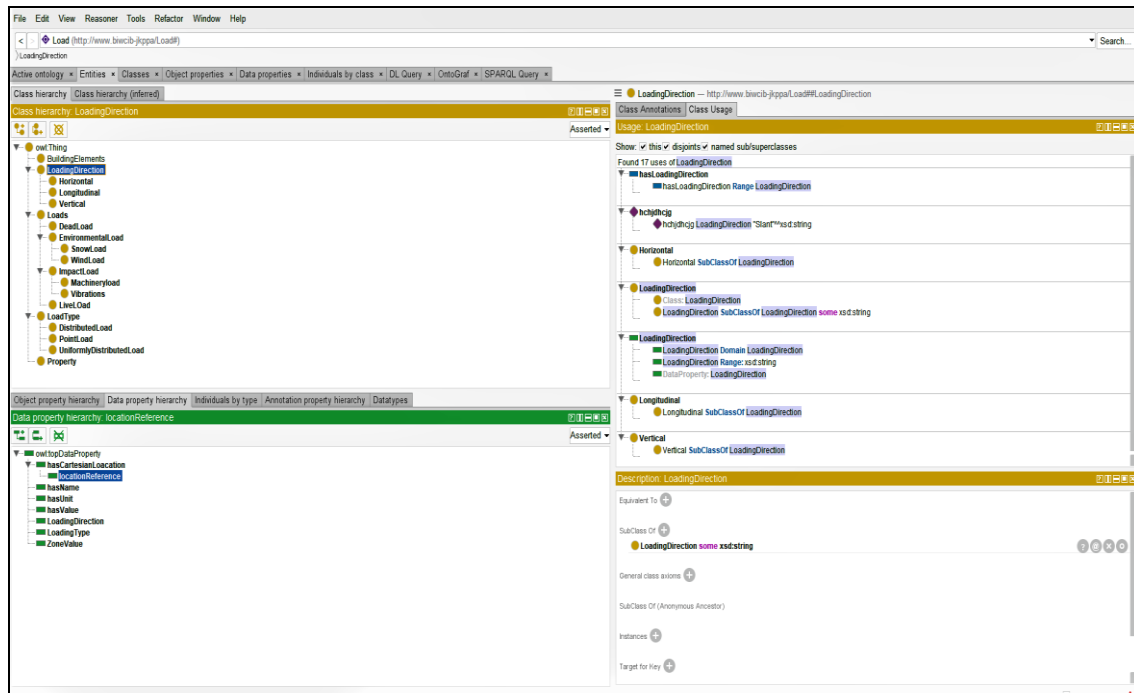 File Edit View Reasoner Tools Refactor Window Help
< > Load (http://www.biwcib-jkppa/Load#) Search...
LoadingDirection
Active ontology × Entities × Classes × Object properties × Data properties × Individuals by class × DL Query × OntoGraf × SPARQL Query ×
Class hierarchy Class hierarchy (inferred)
Class hierarchy: LoadingDirection
Asserted
owl:Thing
BuildingElements
LoadingDirection
Horizontal
Longitudinal
Vertical
Loads
DeadLoad
EnvironmentalLoad
SnowLoad
WindLoad
ImpactLoad
Machineryload
Vibrations
LiveLOad
LoadType
DistributedLoad
PointLoad
UniformlyDistributedLoad
Property
Object property hierarchy Data property hierarchy Individuals by type Annotation property hierarchy Datatypes
Data property hierarchy: locationReference
Asserted
owl:topDataProperty
hasCartesianLoacation
locationReference
hasName
hasUnit
hasValue
LoadingDirection
LoadingType
ZoneValue
LoadingDirection — http://www.biwcib-jkppa/Load##LoadingDirection
Class Annotations Class Usage
Usage: LoadingDirection
Show: this disjoints named sub/superclasses
Found 17 uses of LoadingDirection
hasLoadingDirection
hasLoadingDirection Range LoadingDirection
hchjdhcjg
hchjdhcjg LoadingDirection "Slant"^^xsd:string
Horizontal
Horizontal SubClassOf LoadingDirection
LoadingDirection
Class: LoadingDirection
LoadingDirection SubClassOf LoadingDirection some xsd:string
LoadingDirection
LoadingDirection Domain LoadingDirection
LoadingDirection Range: xsd:string
DataProperty: LoadingDirection
Longitudinal
Longitudinal SubClassOf LoadingDirection
Vertical
Vertical SubClassOf LoadingDirection
Description: LoadingDirection
Equivalent To
SubClass Of
LoadingDirection some xsd:string
General class axioms
SubClass Of (Anonymous Ancestor)
Instances
Target for Key